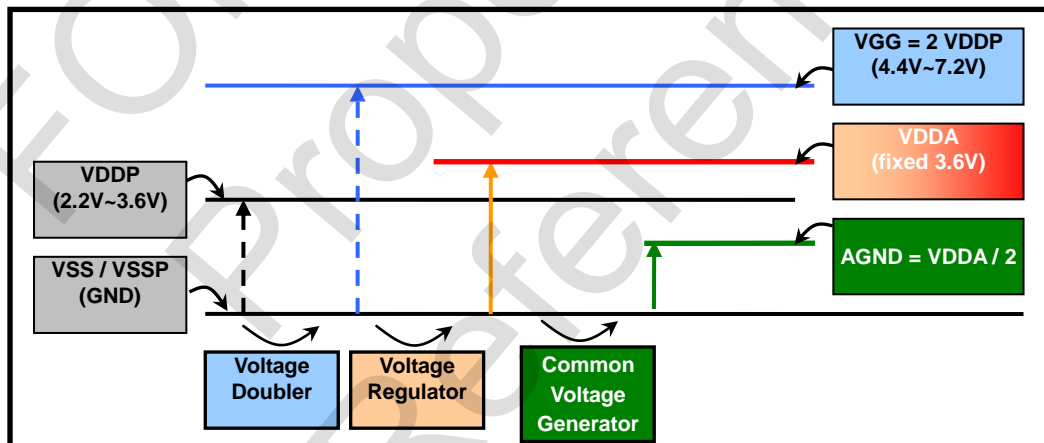 VGG = 2 VDDP
(4.4V~7.2V)
VDDA
(fixed 3.6V)
VDDP
(2.2V~3.6V)
AGND = VDDA / 2
VSS / VSSP
(GND)
Voltage
Doubler
Voltage
Regulator
Common
Voltage
Generator